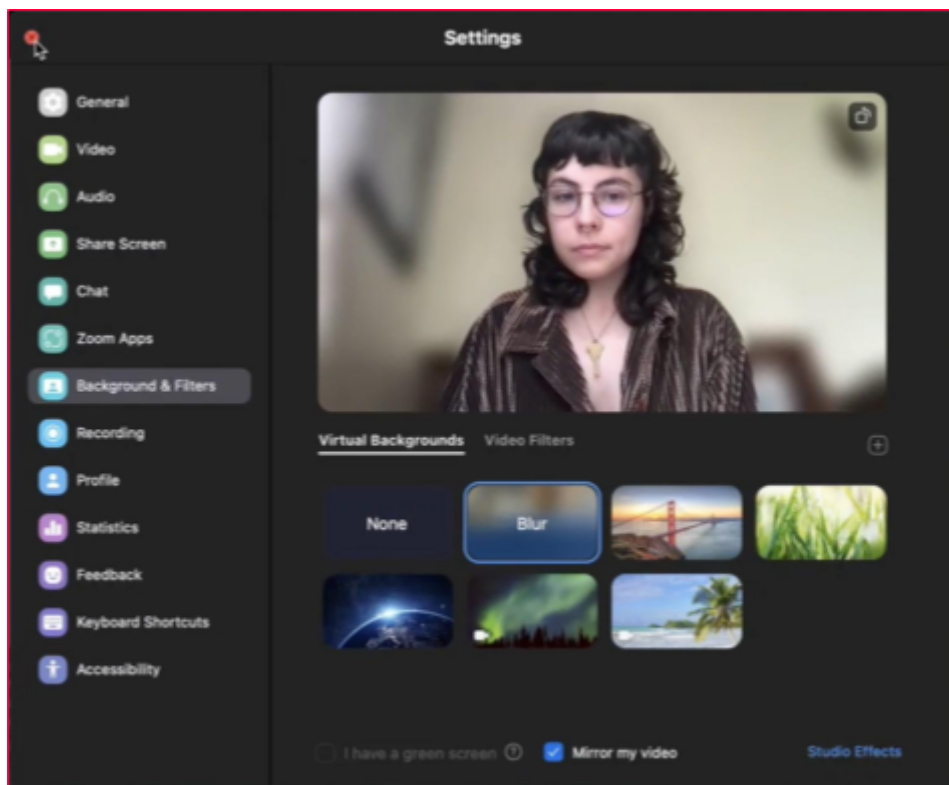 Settings
General
Video
Audio
Share Screen
Chat
Zoom Apps
Background & Filters
Recording
Profile
Statistics
Feedback
Keyboard Shortcuts
Accessibility
Virtual Backgrounds Video Filters
None Blur
I have a green screen ? Mirror my video Studio Effects